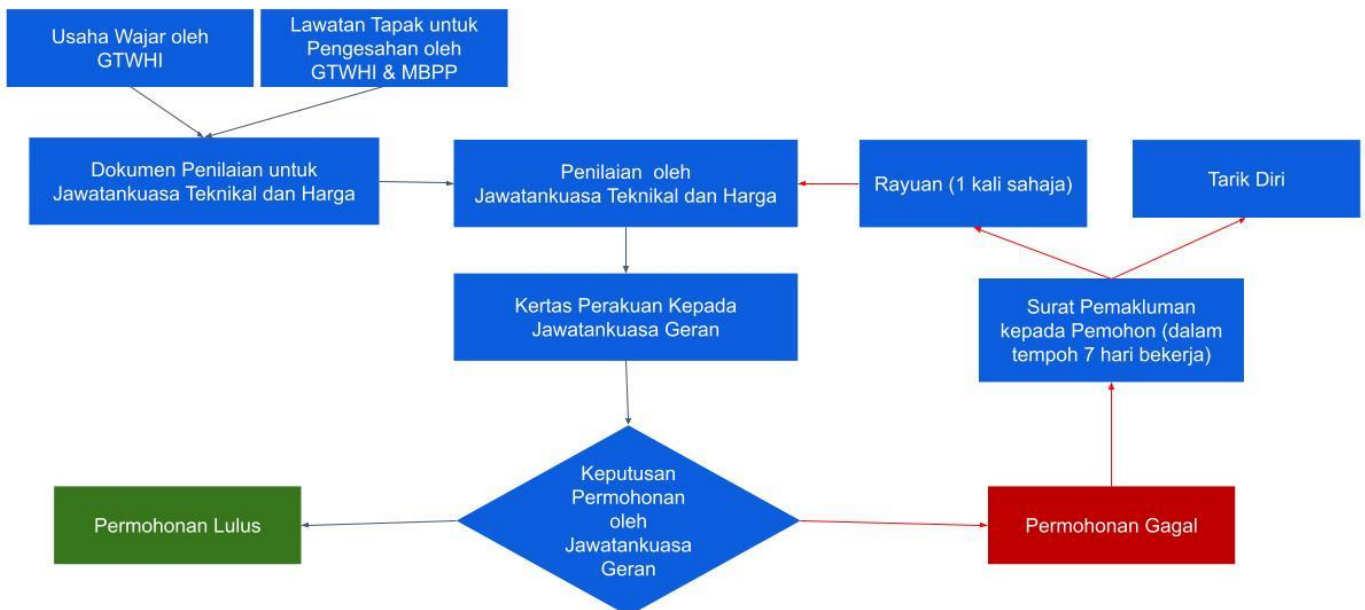 Usaha Wajar oleh
GTWHI
Lawatan Tapak untuk
Pengesahan oleh
GTWHI & MBPP
Dokumen Penilaian untuk
Jawatankuasa Teknikal dan Harga
Penilaian oleh
Jawatankuasa Teknikal dan Harga
Rayuan (1 kali sahaja)
Tarik Diri
Kertas Perakuan Kepada
Jawatankuasa Geran
Surat Pemakluman
kepada Pemohon (dalam
tempoh 7 hari bekerja)
Permohonan Lulus
Keputusan
Permohonan
oleh
Jawatankuasa
Geran
Permohonan Gagal